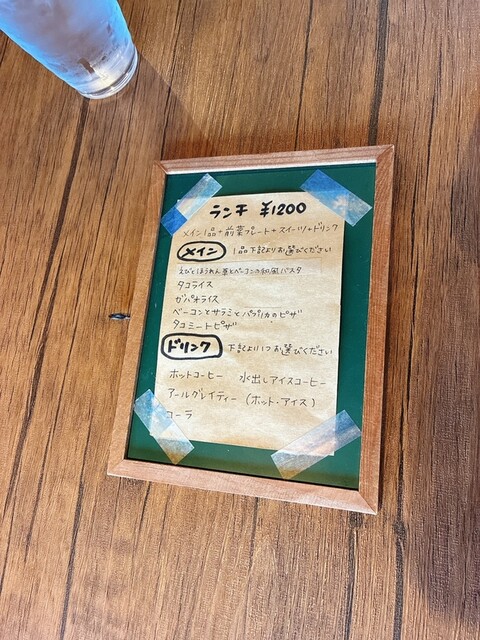 ランチ ¥1200
メイン1品+前菜プレート+スイーツ+ドリンク
メイン 1品下記よりお選びください
えびとほうれん草とベーコンの和風パスタ
タコライス
ガパオライス
ベーコンとサラミとパプリカのピザ
タコミートピザ
ドリンク 下記より1つお選びください
ホットコーヒー 水出しアイスコーヒー
アールグレイティー (ホット・アイス)
コーラ